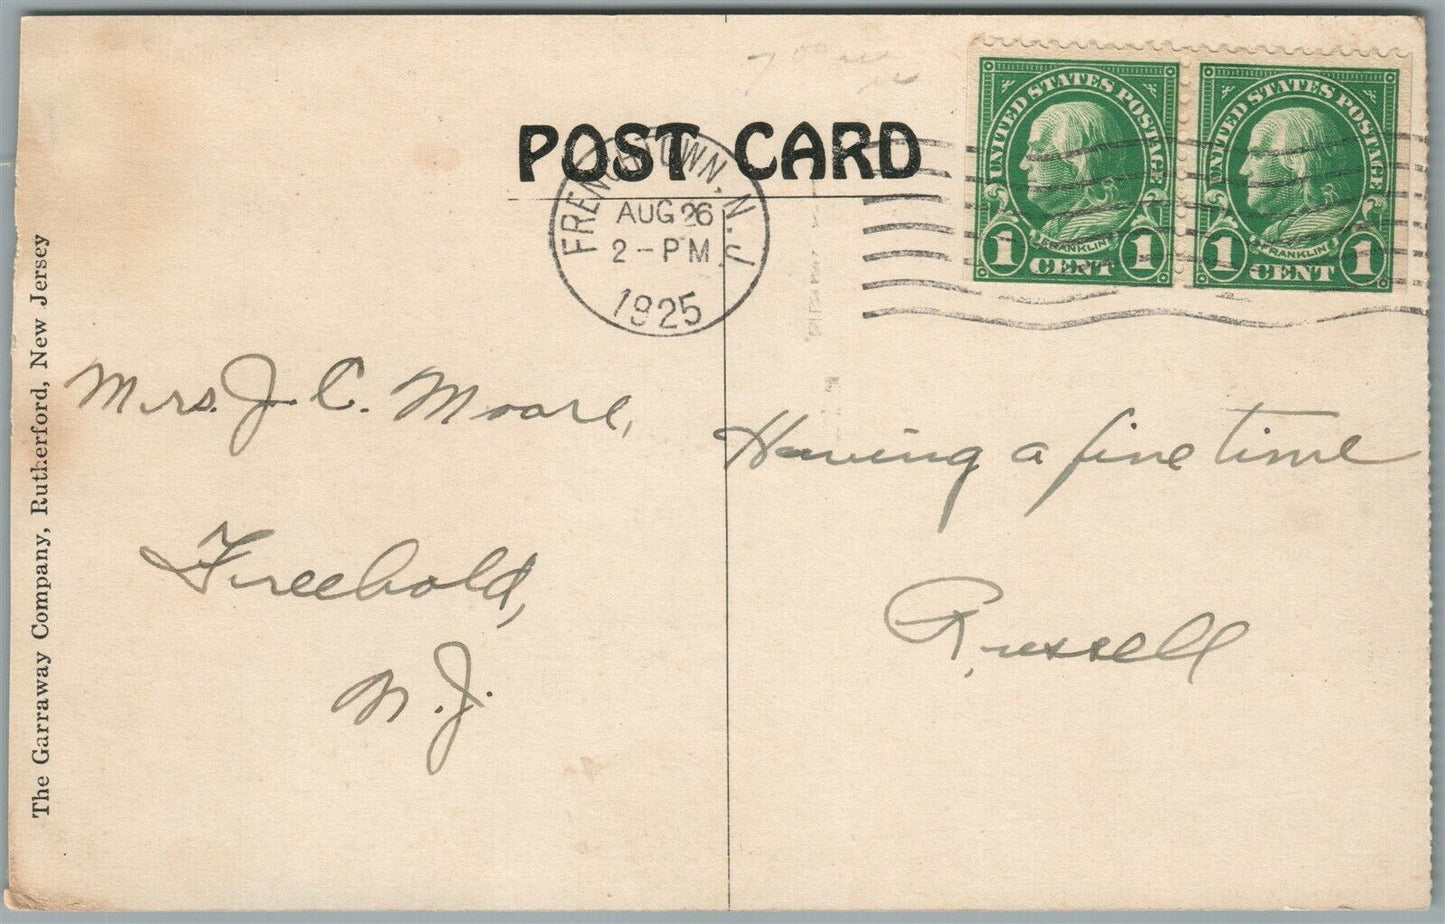 POST CARD
FRENCHTOWN, N.J.
AUG 26
2 - PM
1925
UNITED STATES POSTAGE
FRANKLIN
1 CENT 1
UNITED STATES POSTAGE
FRANKLIN
1 CENT 1
Mrs. J. C. Moore,
Freehold,
N. J.
Having a fine time
Russell
The Garraway Company, Rutherford, New Jersey